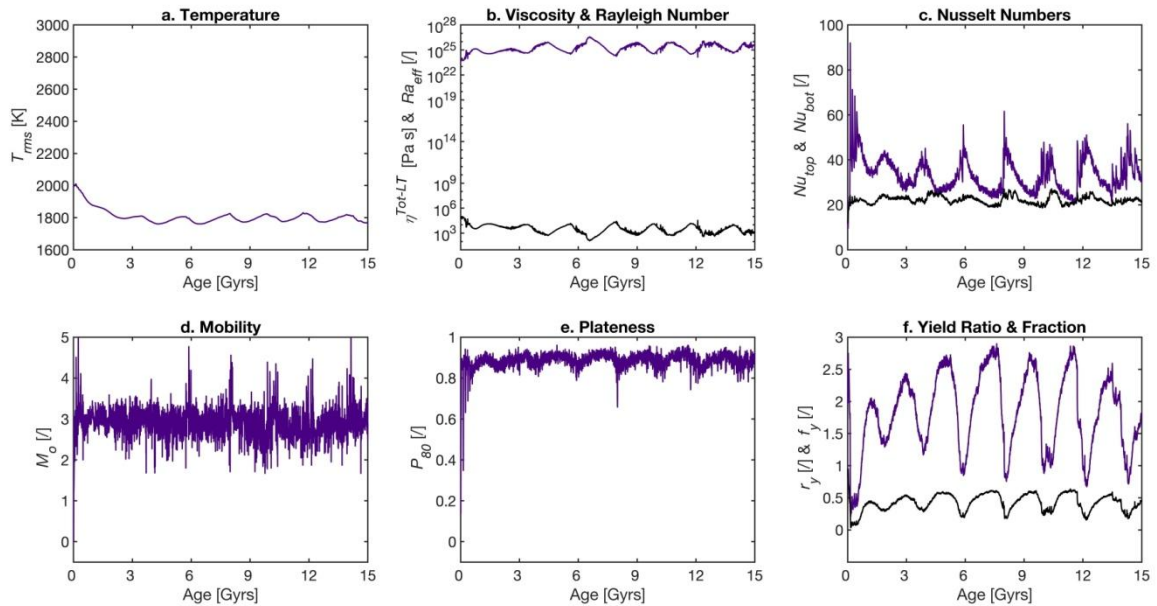 a. Temperature
3000
2800
2600
2400
2200
2000
1800
1600
T_rms [K]
0 3 6 9 12 15
Age [Gyrs]
b. Viscosity & Rayleigh Number
10^28
10^25
10^22
10^19
10^14
10^9
10^6
10^3
η^Tot-LT [Pa s] & Ra_eff [/]
0 3 6 9 12 15
Age [Gyrs]
c. Nusselt Numbers
100
80
60
40
20
0
Nu_top & Nu_bot [/]
0 3 6 9 12 15
Age [Gyrs]
d. Mobility
5
4
3
2
1
0
M_o [/]
0 3 6 9 12 15
Age [Gyrs]
e. Plateness
1
0.8
0.6
0.4
0.2
0
P_80 [/]
0 3 6 9 12 15
Age [Gyrs]
f. Yield Ratio & Fraction
3
2.5
2
1.5
1
0.5
0
r_y [/] & f_y [/]
0 3 6 9 12 15
Age [Gyrs]